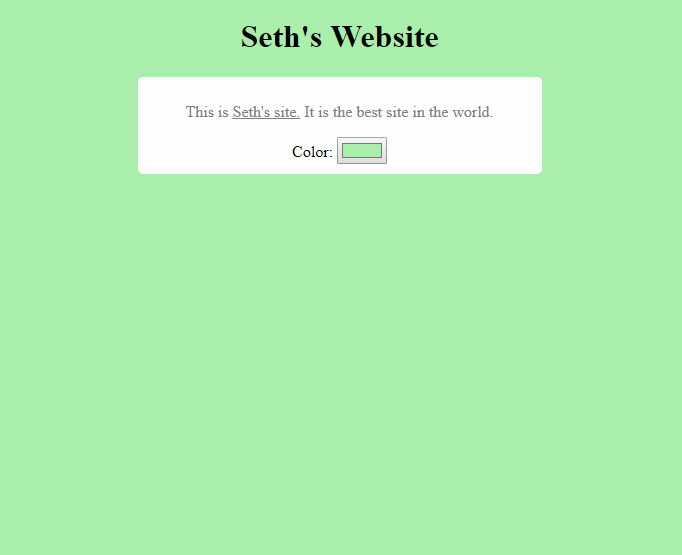 Seth's Website
This is Seth's site. It is the best site in the world.
Color: